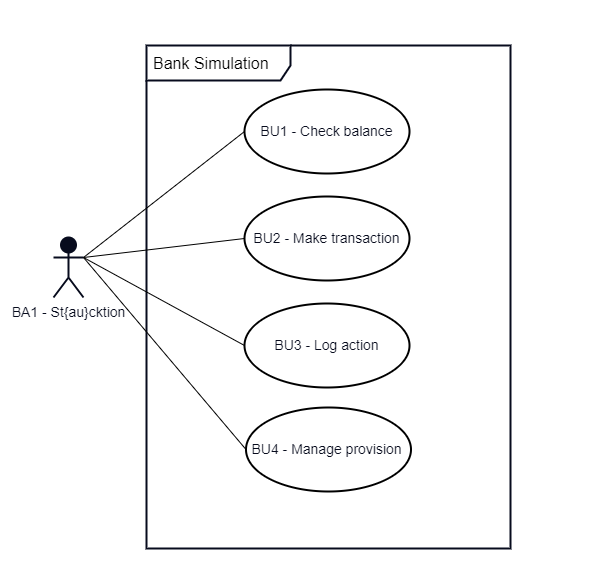 Bank Simulation
BU1 - Check balance
BU2 - Make transaction
BA1 - St{au}cktion
BU3 - Log action
BU4 - Manage provision